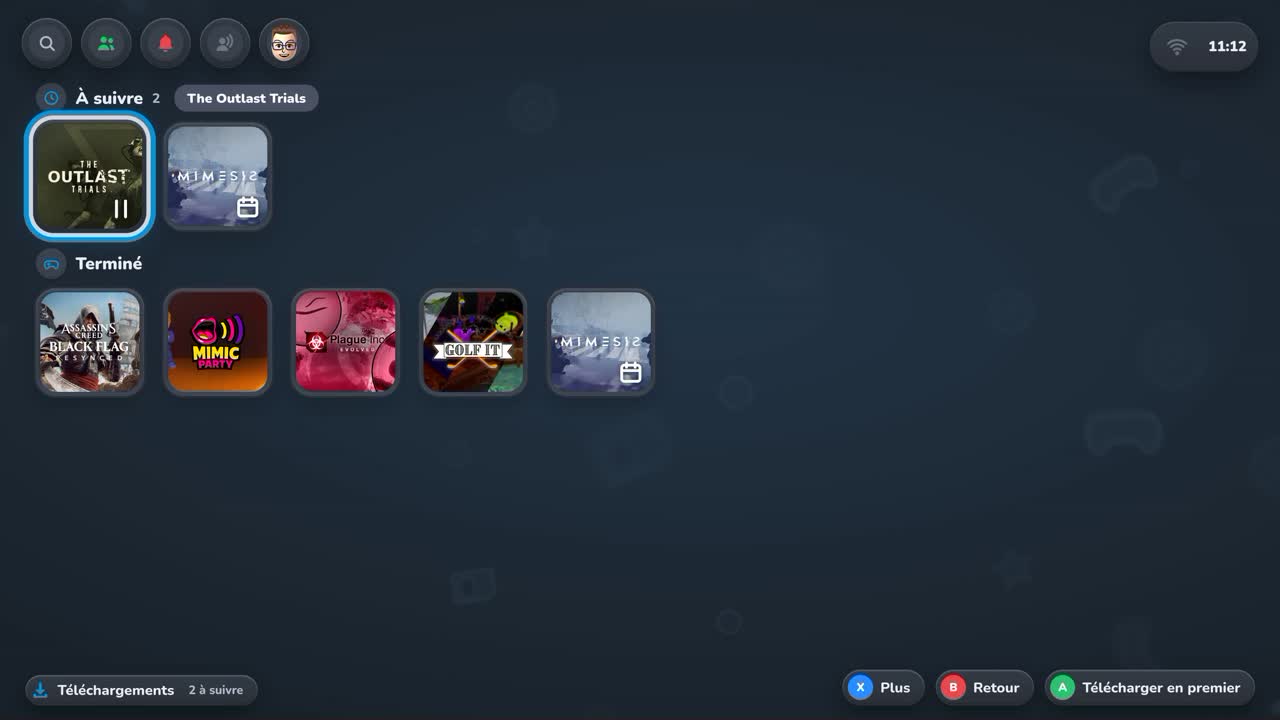 11:12
À suivre 2
The Outlast Trials
THE
OUTLAST
TRIALS
MIMESIS
Terminé
ASSASSIN'S
CREED
BLACK FLAG
RESYNCED
MIMIC
PARTY
Plague Inc
EVOLVED
GOLF IT
MIMESIS
Téléchargements 2 à suivre
X Plus
B Retour
A Télécharger en premier